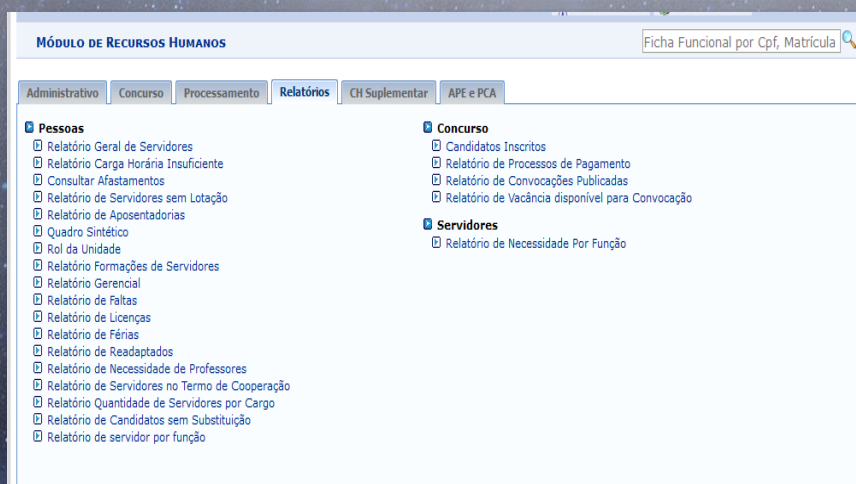 Módulo de Recursos Humanos
Ficha Funcional por Cpf, Matrícula
Administrativo
Concurso
Processamento
Relatórios
CH Suplementar
APE e PCA
Pessoas
Relatório Geral de Servidores
Relatório Carga Horária Insuficiente
Consultar Afastamentos
Relatório de Servidores sem Lotação
Relatório de Aposentadorias
Quadro Sintético
Rol da Unidade
Relatório Formações de Servidores
Relatório Gerencial
Relatório de Faltas
Relatório de Licenças
Relatório de Férias
Relatório de Readaptados
Relatório de Necessidade de Professores
Relatório de Servidores no Termo de Cooperação
Relatório Quantidade de Servidores por Cargo
Relatório de Candidatos sem Substituição
Relatório de servidor por função
Concurso
Candidatos Inscritos
Relatório de Processos de Pagamento
Relatório de Convocações Publicadas
Relatório de Vacância disponível para Convocação
Servidores
Relatório de Necessidade Por Função